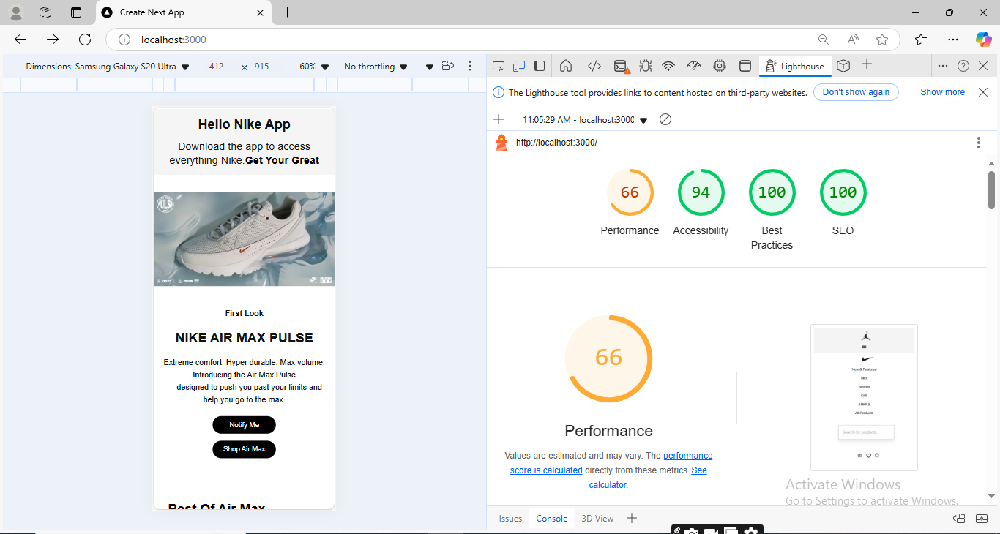 Create Next App
localhost:3000
Dimensions: Samsung Galaxy S20 Ultra
412
×
915
60%
No throttling
Hello Nike App
Download the app to access
everything Nike.Get Your Great
First Look
NIKE AIR MAX PULSE
Extreme comfort. Hyper durable. Max volume.
Introducing the Air Max Pulse
— designed to push you past your limits and
help you go to the max.
Notify Me
Shop Air Max
Best Of Air Max
Lighthouse
The Lighthouse tool provides links to content hosted on third-party websites.
Don't show again
Show more
11:05:29 AM - localhost:3000
http://localhost:3000/
66
94
100
100
Performance
Accessibility
Best
Practices
SEO
66
Performance
Values are estimated and may vary. The performance
score is calculated directly from these metrics. See
calculator.
New & Featured
Men
Women
Kids
SNKRS
All Products
Search for products...
Activate Windows
Go to Settings to activate Windows.
Issues
Console
3D View